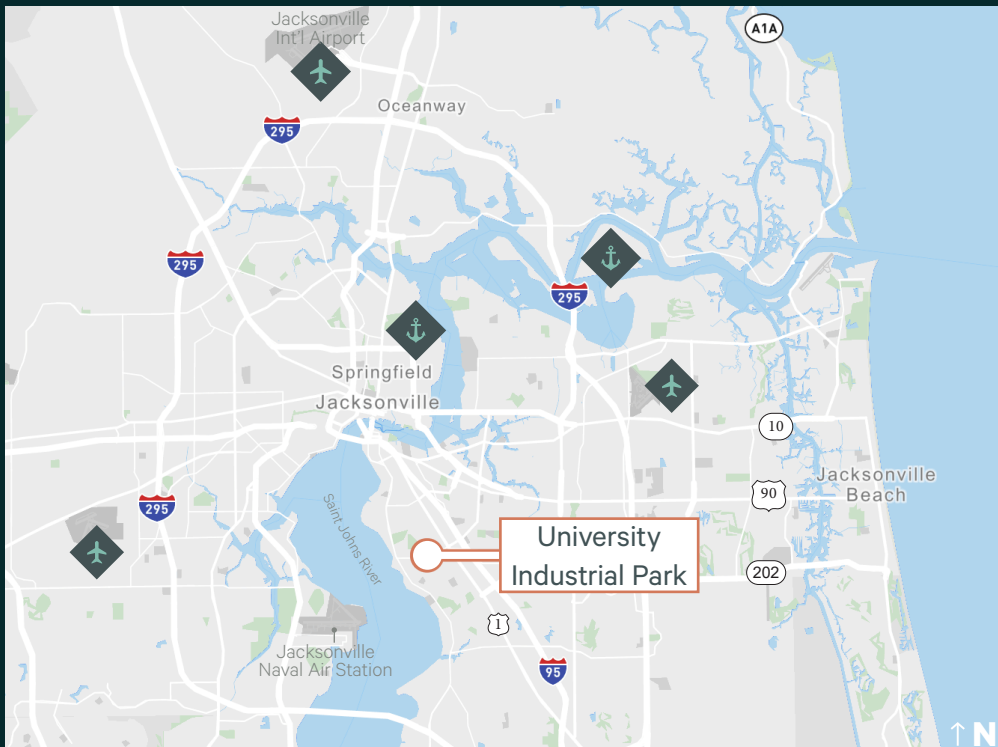 Jacksonville
Int'l Airport
A1A
Oceanway
295
295
295
Springfield
Jacksonville
10
Jacksonville
Beach
90
295
Saint Johns River
University
Industrial Park
202
1
Jacksonville
Naval Air Station
95
N